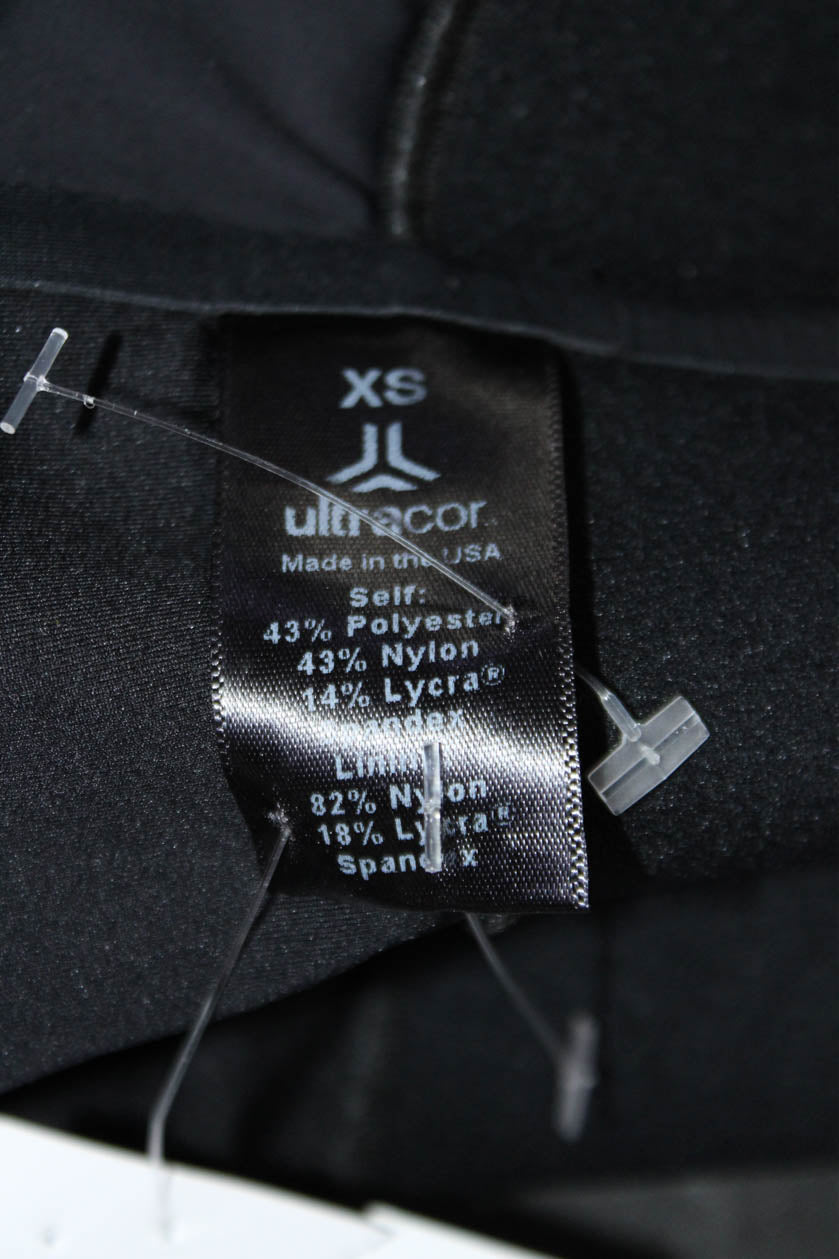 XS
ultracor
Made in the USA
Self:
43% Polyester
43% Nylon
14% Lycra®
Spandex
Lining
82% Nylon
18% Lycra®
Spandex